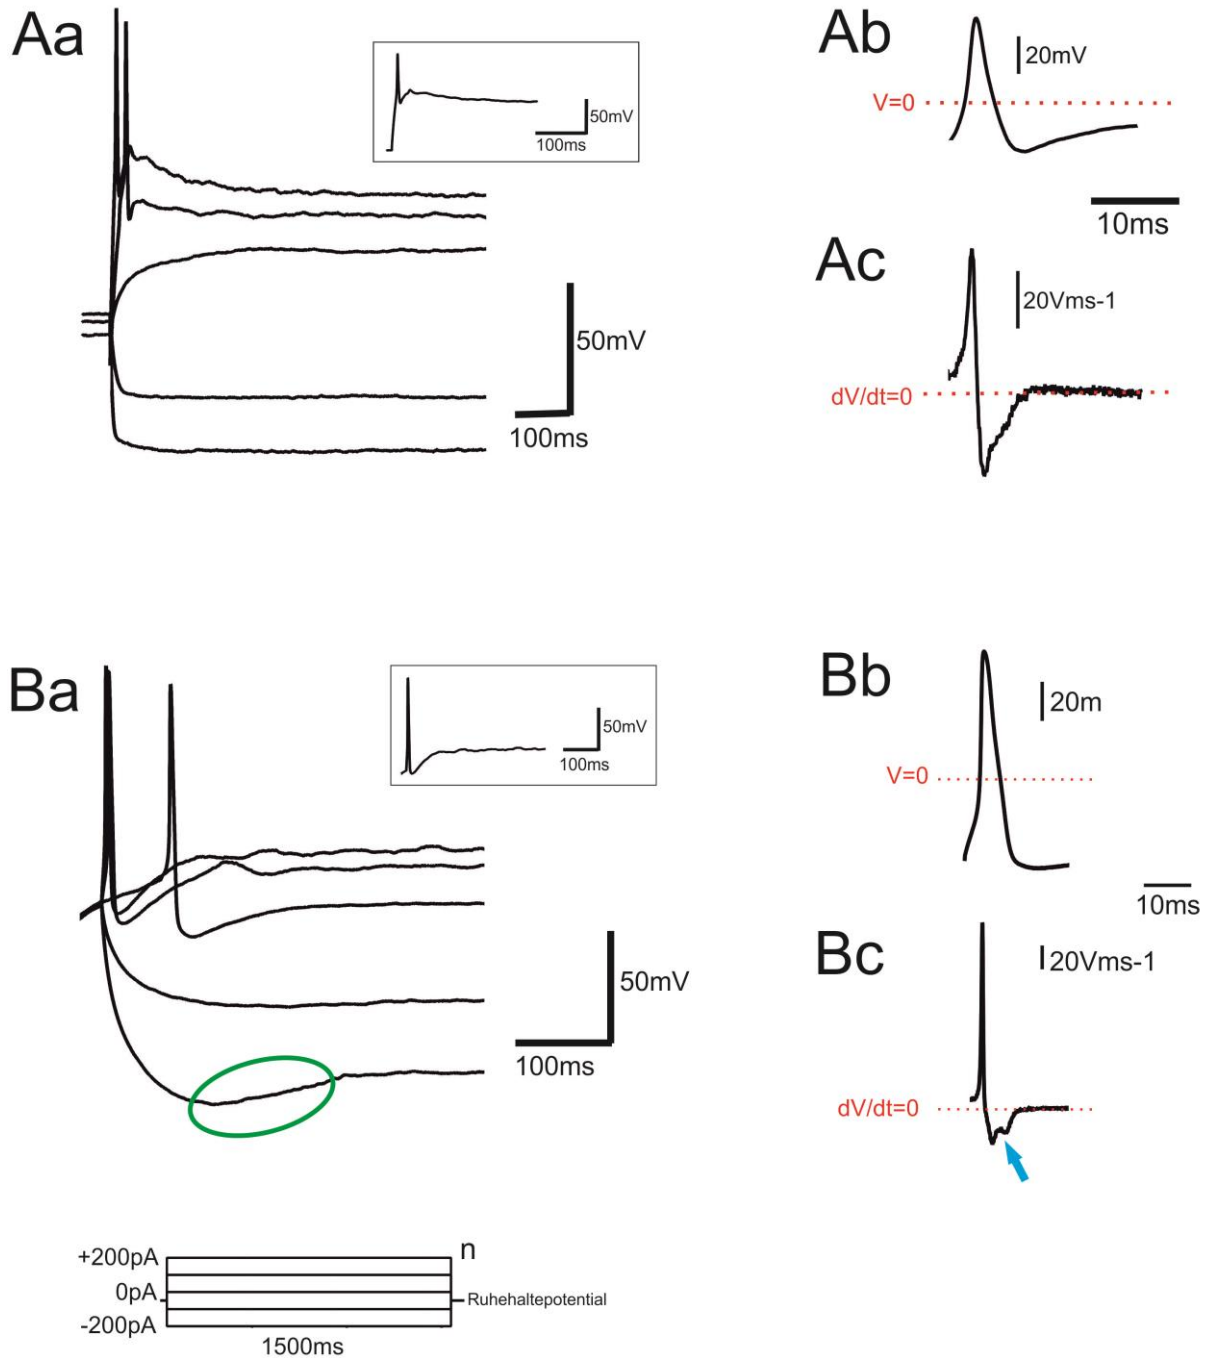 Aa
50mV
100ms
50mV
100ms
Ab
20mV
V=0
10ms
Ac
20Vms-1
dV/dt=0
Ba
50mV
100ms
50mV
100ms
Bb
20m
V=0
10ms
Bc
20Vms-1
dV/dt=0
+200pA
n
0pA
Ruhehaltepotential
-200pA
1500ms